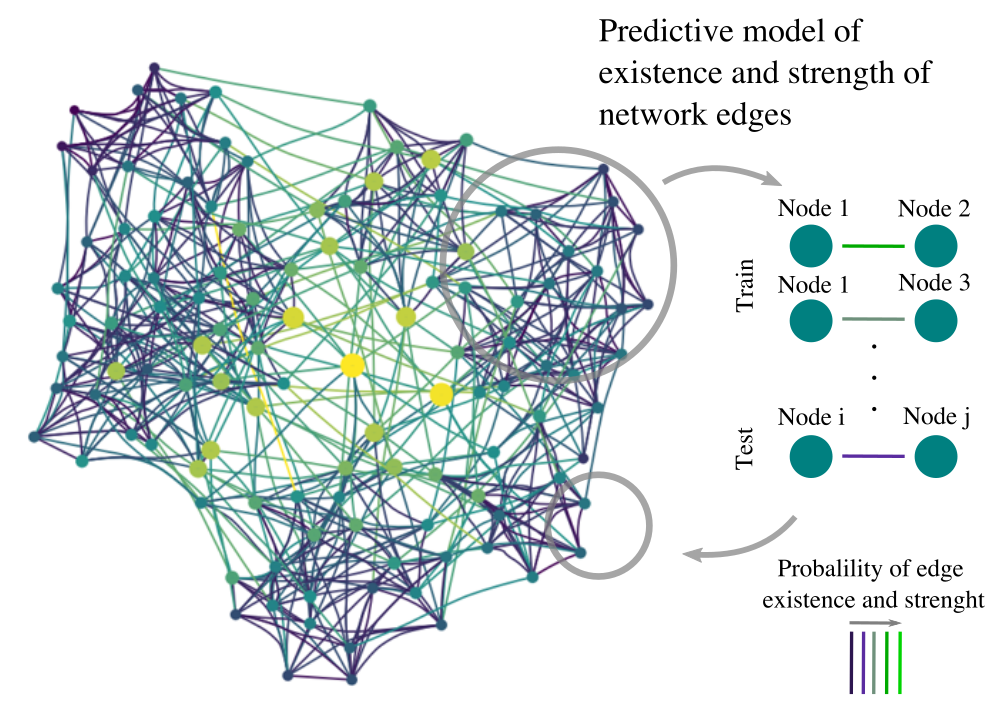 Predictive model of
existence and strength of
network edges
Node 1 Node 2
Train
Node 1 Node 3
Node i Node j
Test
Probalility of edge
existence and strenght